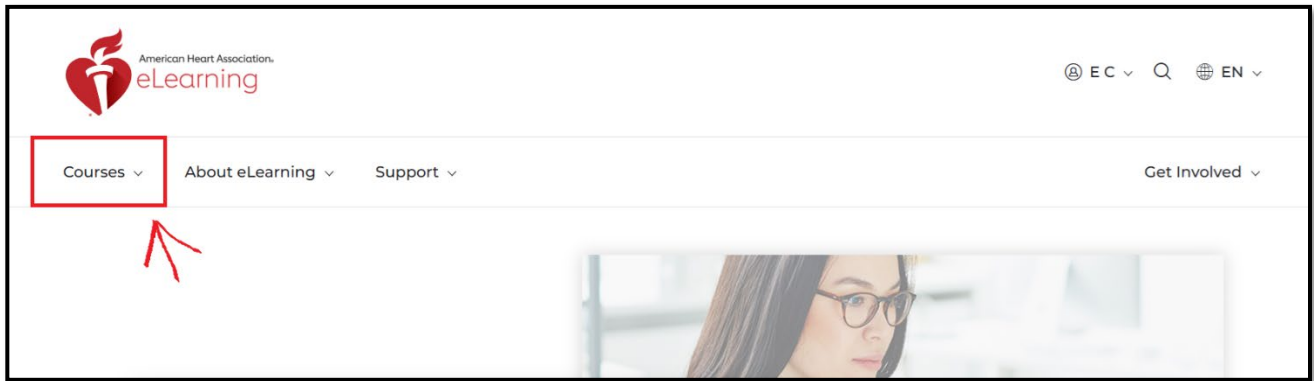 American Heart Association®
eLearning
E C
EN
Courses
About eLearning
Support
Get Involved